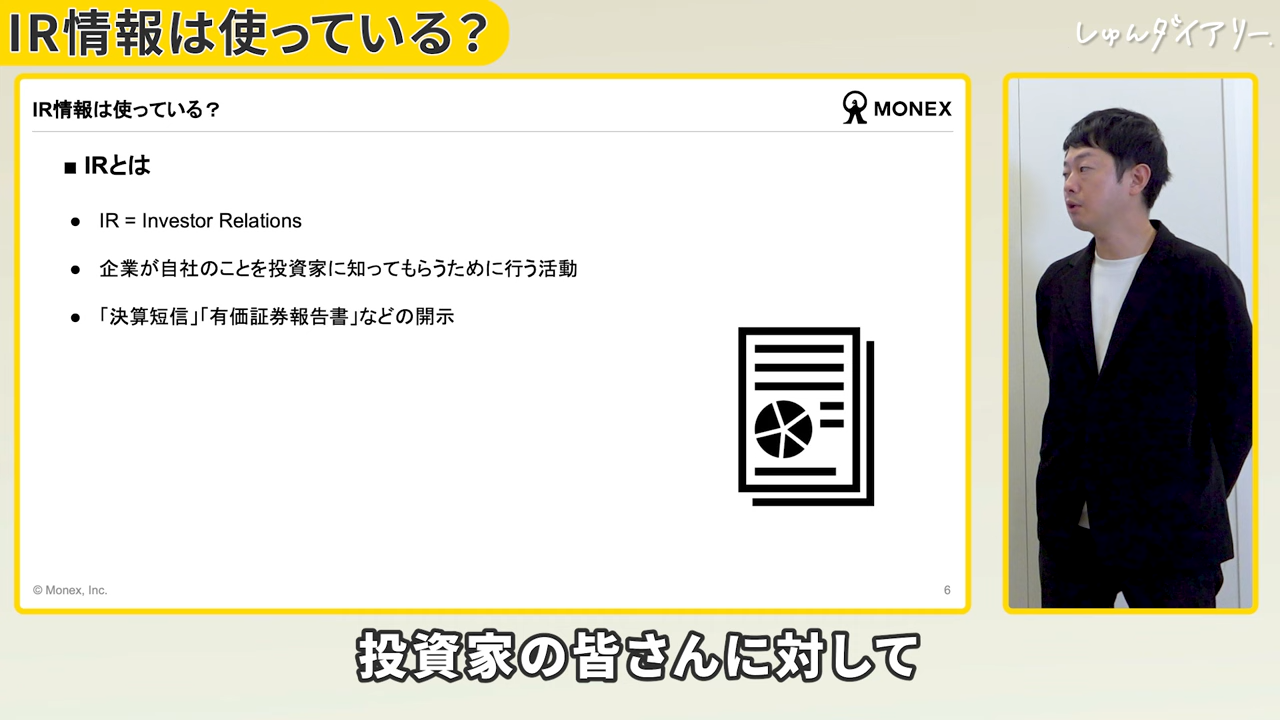 IR情報は使っている？
しゅんダイアリー.
IR情報は使っている？
MONEX
■ IRとは
● IR = Investor Relations
● 企業が自社のことを投資家に知ってもらうために行う活動
● 「決算短信」「有価証券報告書」などの開示
© Monex, Inc.
6
投資家の皆さんに対して